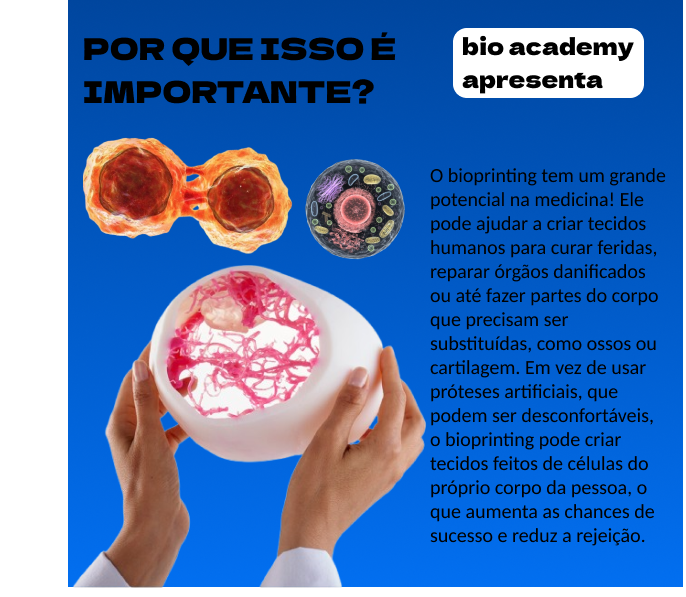 POR QUE ISSO É
IMPORTANTE?
bio academy
apresenta
O bioprinting tem um grande
potencial na medicina! Ele
pode ajudar a criar tecidos
humanos para curar feridas,
reparar órgãos danificados
ou até fazer partes do corpo
que precisam ser
substituídas, como ossos ou
cartilagem. Em vez de usar
próteses artificiais, que
podem ser desconfortáveis,
o bioprinting pode criar
tecidos feitos de células do
próprio corpo da pessoa, o
que aumenta as chances de
sucesso e reduz a rejeição.